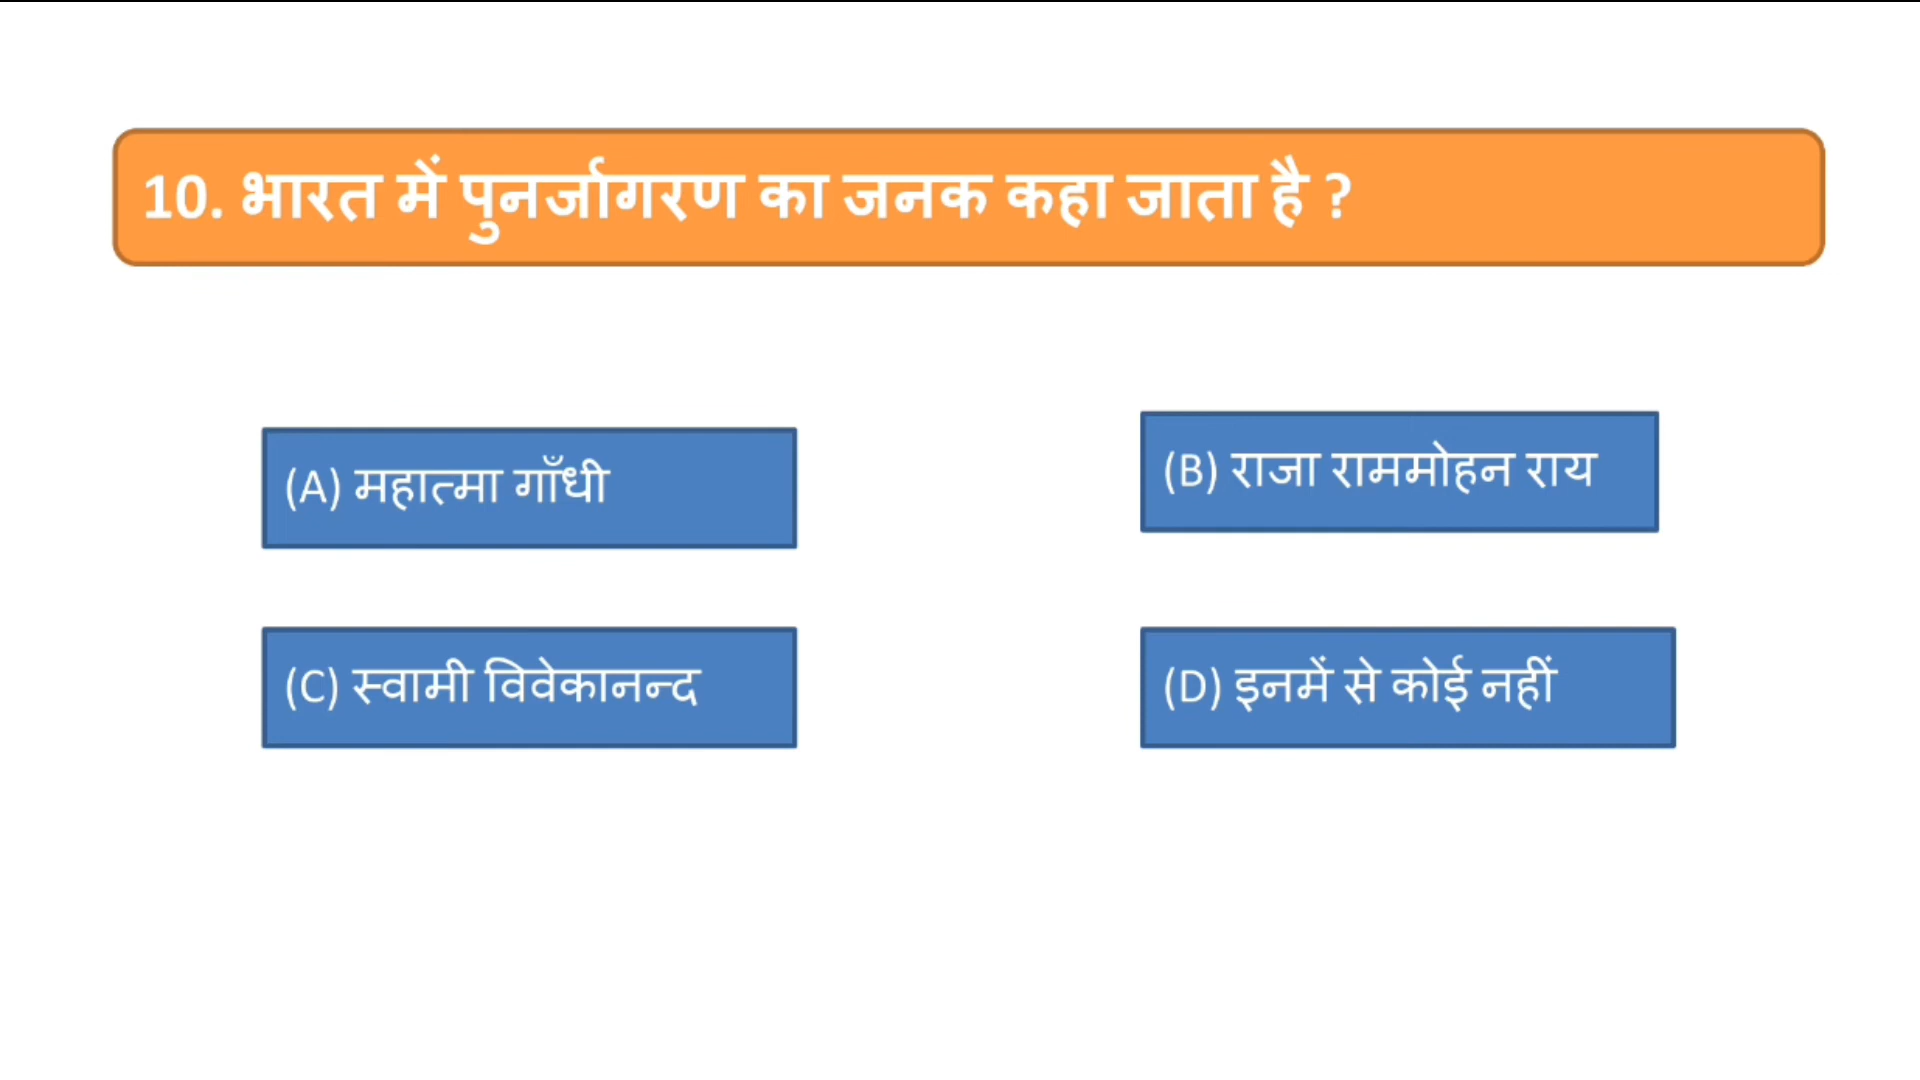 10. भारत में पुनर्जागरण का जनक कहा जाता है ?
(A) महात्मा गाँधी
(B) राजा राममोहन राय
(C) स्वामी विवेकानन्द
(D) इनमें से कोई नहीं